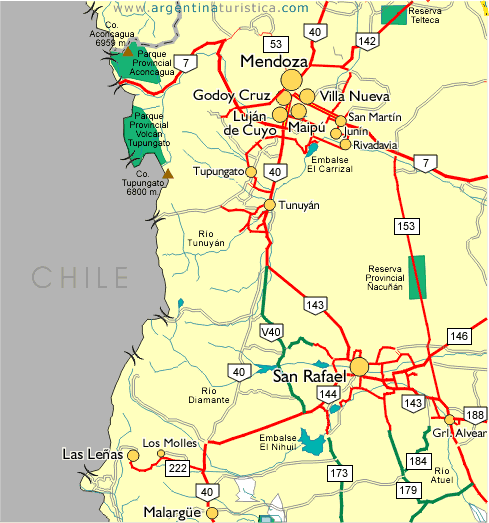 www.argentinaturistica.com
Co.
Aconcagua
6959 m.
Parque
Provincial
Aconcagua
7
53
40
142
Reserva
Telteca
Mendoza
Godoy Cruz
Villa Nueva
Luján
de Cuyo
Maipú
San Martín
Junín
Rivadavia
Parque
Provincial
Volcán
Tupungato
Embalse
El Carrizal
7
Co.
Tupungato
6800 m.
Tupungato
40
Tunuyán
Río
Tunuyán
153
CHILE
Reserva
Provincial
Ñacuñán
143
V40
146
40
San Rafael
Río
Diamante
144
143
188
Gral. Alvear
Embalse
El Nihuil
Los Molles
Las Leñas
222
173
184
Río
Atuel
179
40
Malargüe